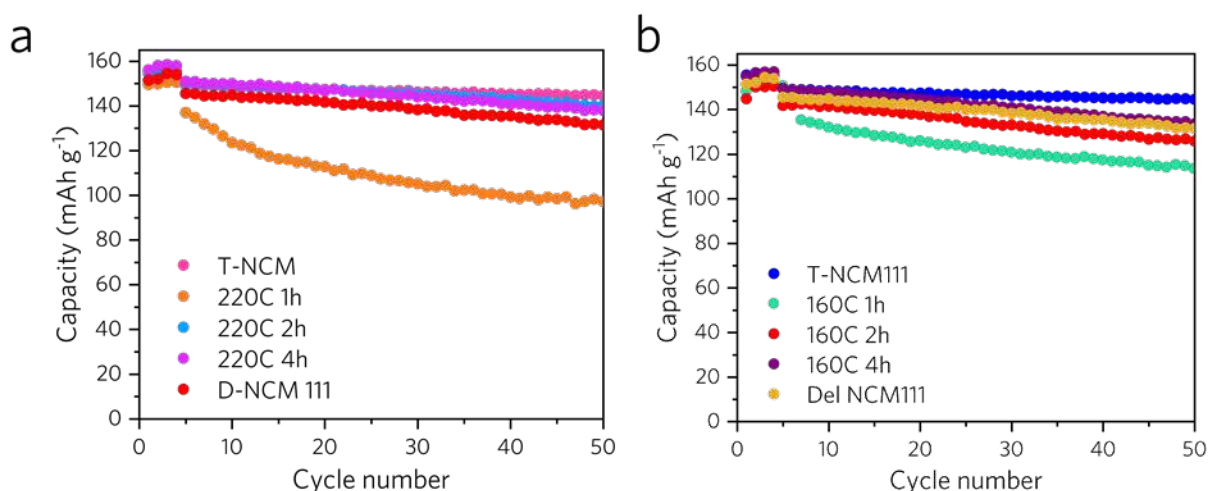 a
Capacity (mAh g⁻¹)
160
140
120
100
80
60
40
20
0
T-NCM
220C 1h
220C 2h
220C 4h
D-NCM 111
0 10 20 30 40 50
Cycle number
b
Capacity (mAh g⁻¹)
160
140
120
100
80
60
40
20
0
T-NCM111
160C 1h
160C 2h
160C 4h
Del NCM111
0 10 20 30 40 50
Cycle number